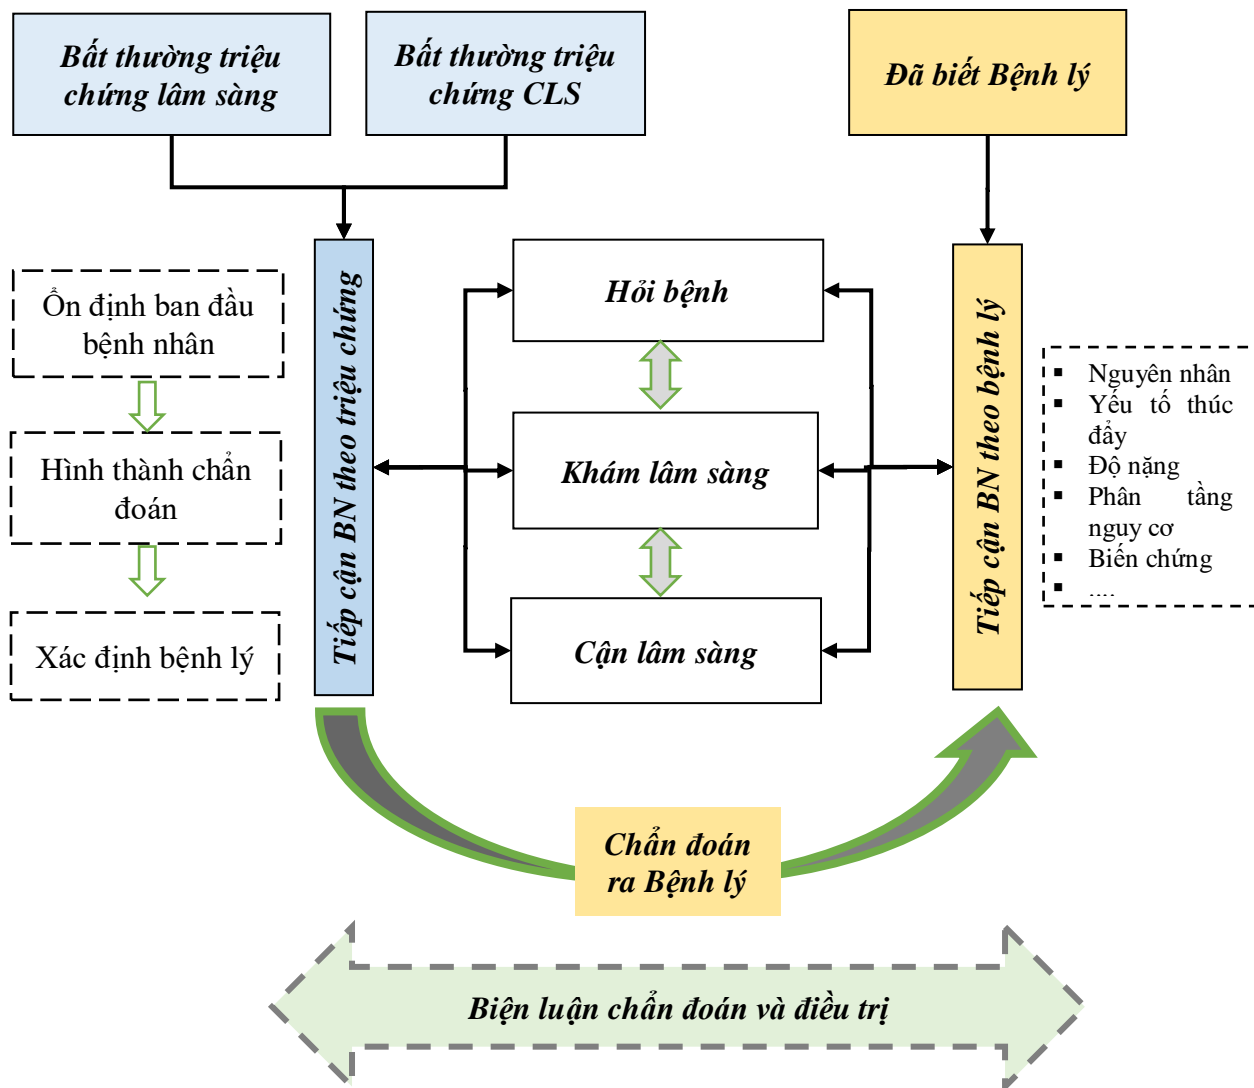 Bất thường triệu
chứng lâm sàng
Bất thường triệu
chứng CLS
Đã biết Bệnh lý
Ổn định ban đầu
bệnh nhân
Hình thành chẩn
đoán
Xác định bệnh lý
Tiếp cận BN theo triệu chứng
Hỏi bệnh
Khám lâm sàng
Cận lâm sàng
Tiếp cận BN theo bệnh lý
▪ Nguyên nhân
▪ Yếu tố thúc
đẩy
▪ Độ nặng
▪ Phân tầng
nguy cơ
▪ Biến chứng
▪ ....
Chẩn đoán
ra Bệnh lý
Biện luận chẩn đoán và điều trị